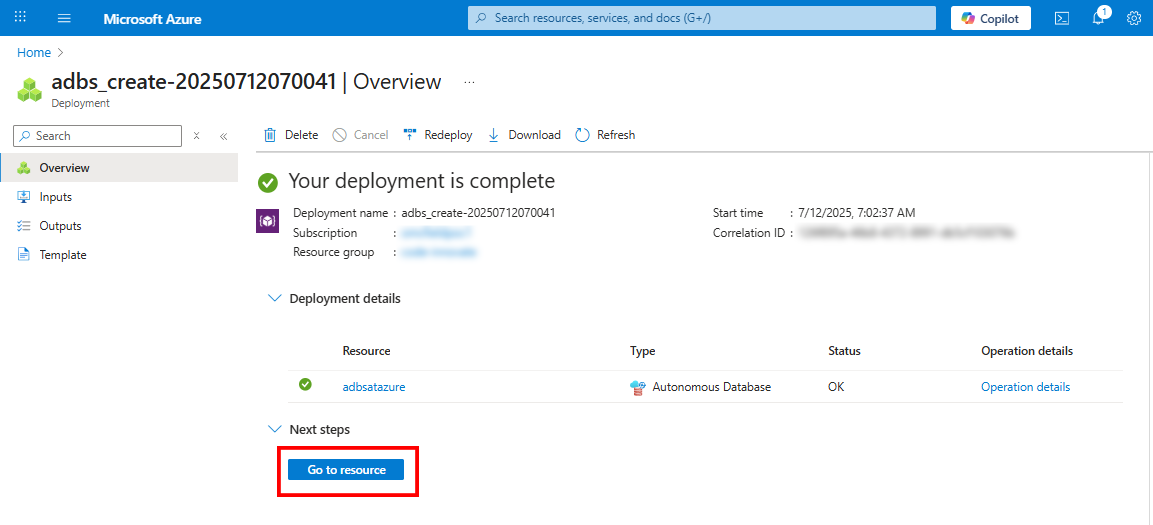 Microsoft Azure
Search resources, services, and docs (G+/)
Copilot
1
Home
adbs_create-20250712070041 | Overview ...
Deployment
Search
Delete Cancel Redeploy Download Refresh
Overview
Inputs
Outputs
Template
Your deployment is complete
Deployment name : adbs_create-20250712070041
Subscription :
Resource group :
Start time : 7/12/2025, 7:02:37 AM
Correlation ID :
Deployment details
Resource Type Status Operation details
adbsatazure Autonomous Database OK Operation details
Next steps
Go to resource